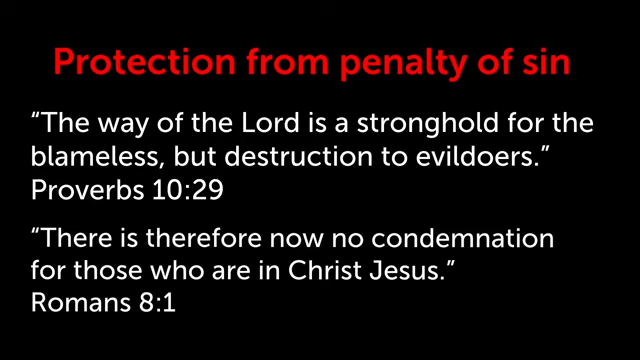 Protection from penalty of sin
“The way of the Lord is a stronghold for the
blameless, but destruction to evildoers.”
Proverbs 10:29
“There is therefore now no condemnation
for those who are in Christ Jesus.”
Romans 8:1